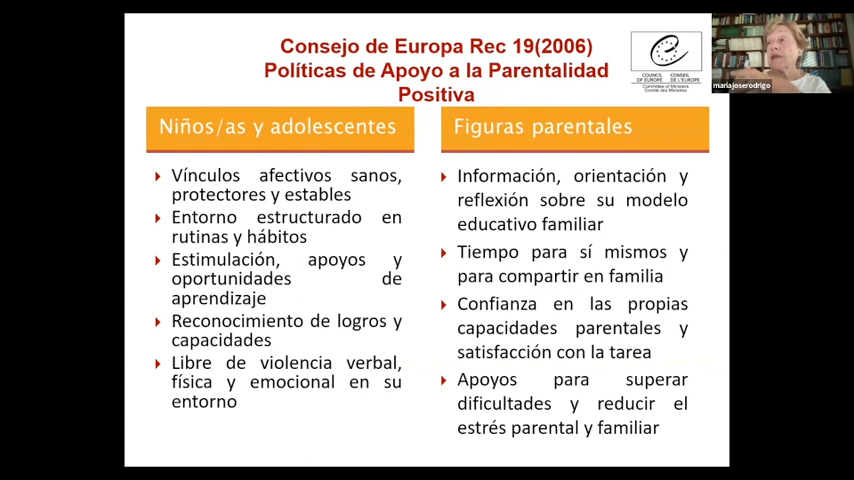 Consejo de Europa Rec 19(2006)
Políticas de Apoyo a la Parentalidad
Positiva
COUNCIL CONSEIL
OF EUROPE DE L'EUROPE
Committee of Ministers
Comité des Ministres
mariajoserodrigo
Niños/as y adolescentes
Vínculos afectivos sanos,
protectores y estables
Entorno estructurado en
rutinas y hábitos
Estimulación, apoyos y
oportunidades de
aprendizaje
Reconocimiento de logros y
capacidades
Libre de violencia verbal,
física y emocional en su
entorno
Figuras parentales
Información, orientación y
reflexión sobre su modelo
educativo familiar
Tiempo para sí mismos y
para compartir en familia
Confianza en las propias
capacidades parentales y
satisfacción con la tarea
Apoyos para superar
dificultades y reducir el
estrés parental y familiar